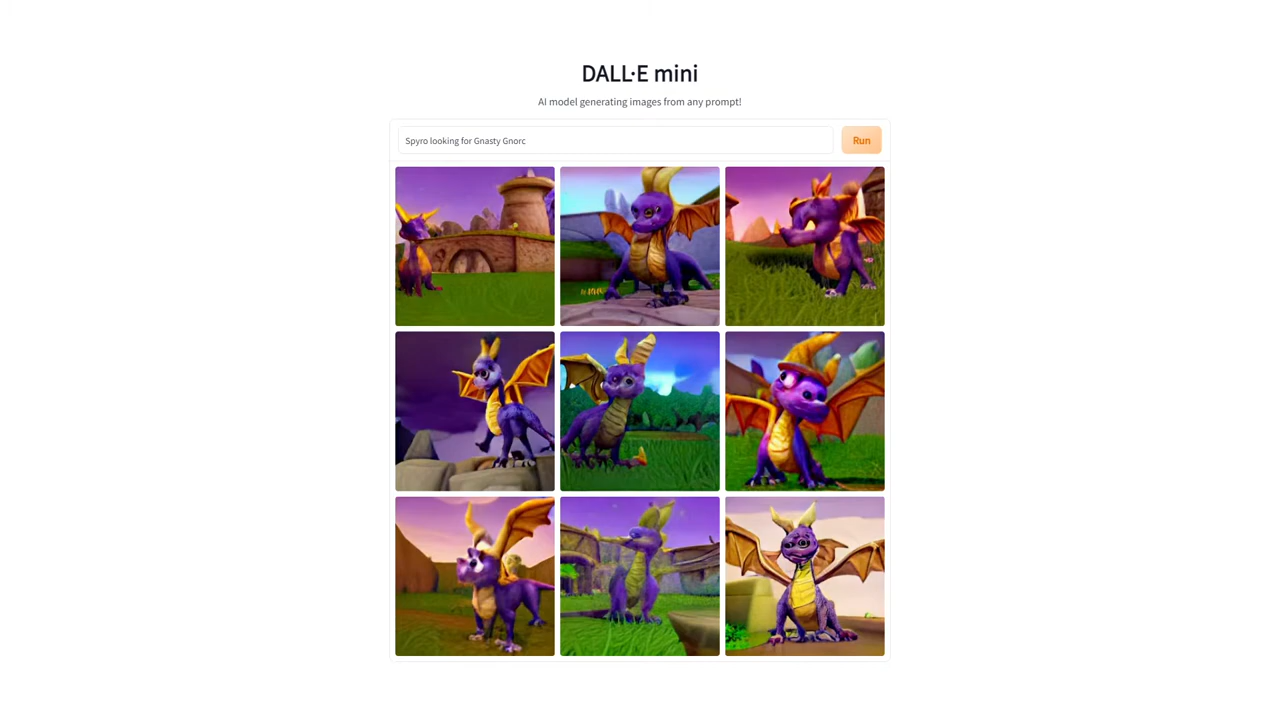 DALL·E mini
AI model generating images from any prompt!
Spyro looking for Gnasty Gnorc
Run